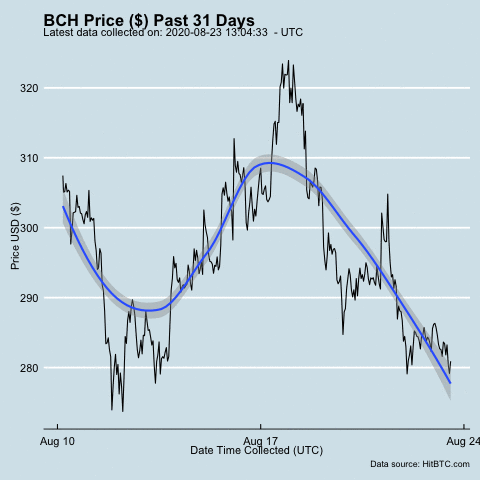 BCH Price ($) Past 31 Days
Latest data collected on: 2020-08-23 13:04:33  - UTC
320
310
300
290
280
Price USD ($)
Aug 10
Aug 17
Aug 24
Date Time Collected (UTC)
Data source: HitBTC.com